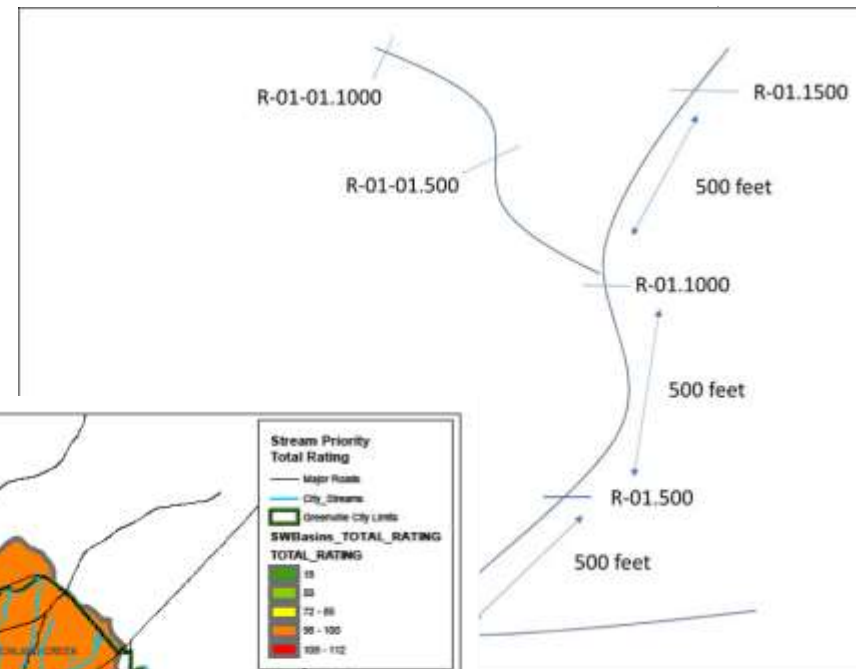 R-01-01.1000
R-01.1500
R-01-01.500
500 feet
R-01.1000
500 feet
R-01.500
500 feet
Stream Priority
Total Rating
Major Roads
City_Streams
Greenville City Limits
SWBasins_TOTAL_RATING
TOTAL_RATING